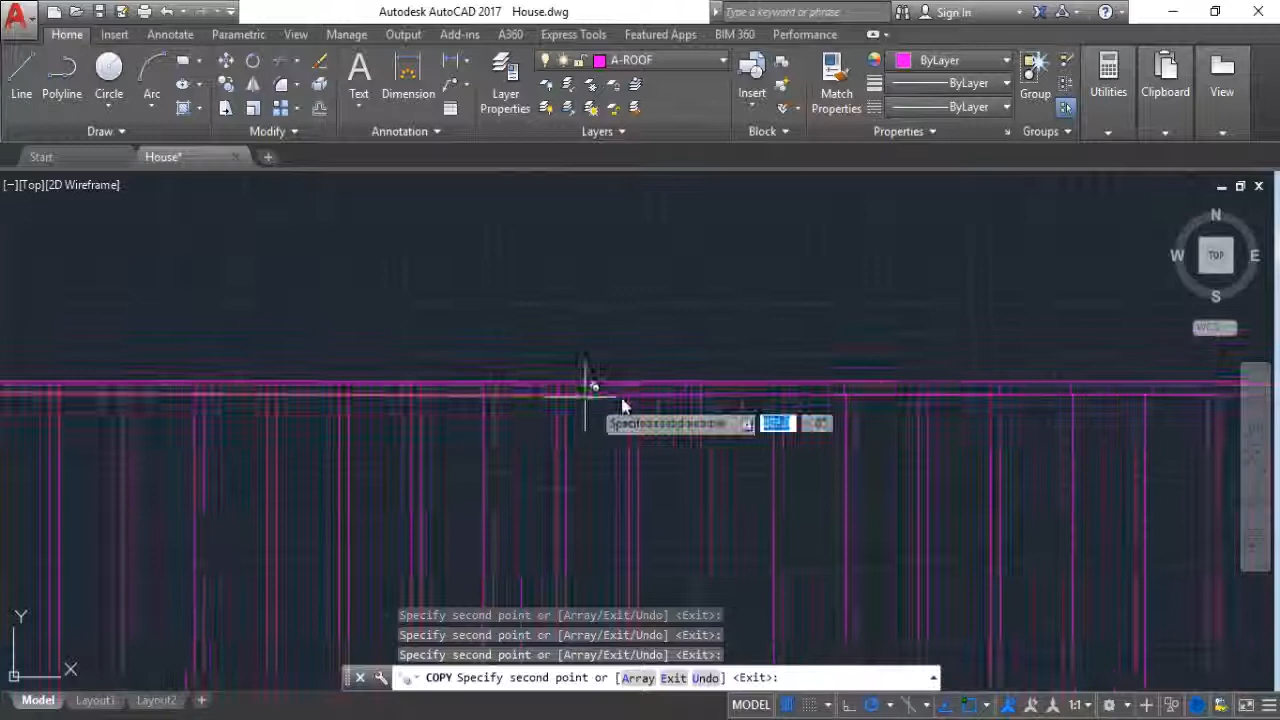 Autodesk AutoCAD 2017 House.dwg
Type a keyword or phrase
Sign In
Home Insert Annotate Parametric View Manage Output Add-ins A360 Express Tools Featured Apps BIM 360 Performance
Line Polyline Circle Arc
Text Dimension
Layer Properties
A-ROOF
Insert
Match Properties
ByLayer
ByLayer
ByLayer
Group
Utilities
Clipboard
View
Draw Modify Annotation Layers Block Properties Groups
Start House*
[−][Top][2D Wireframe]
N
W TOP E
S
WCS
Y
X
Specify second point or [Array/Exit/Undo] <Exit>:
Specify second point or [Array/Exit/Undo] <Exit>:
Specify second point or [Array/Exit/Undo] <Exit>:
COPY Specify second point or [Array Exit Undo] <Exit>:
Model Layout1 Layout2
MODEL 1:1